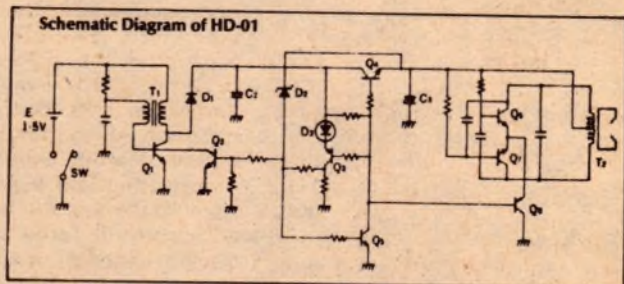 Schematic Diagram of HD-01
E
1·5V
SW
T₁
Q₁
D₁
C₂
Q₂
D₂
D₃
Q₃
Q₄
C₃
Q₅
Q₆
Q₇
Q₈
T₂